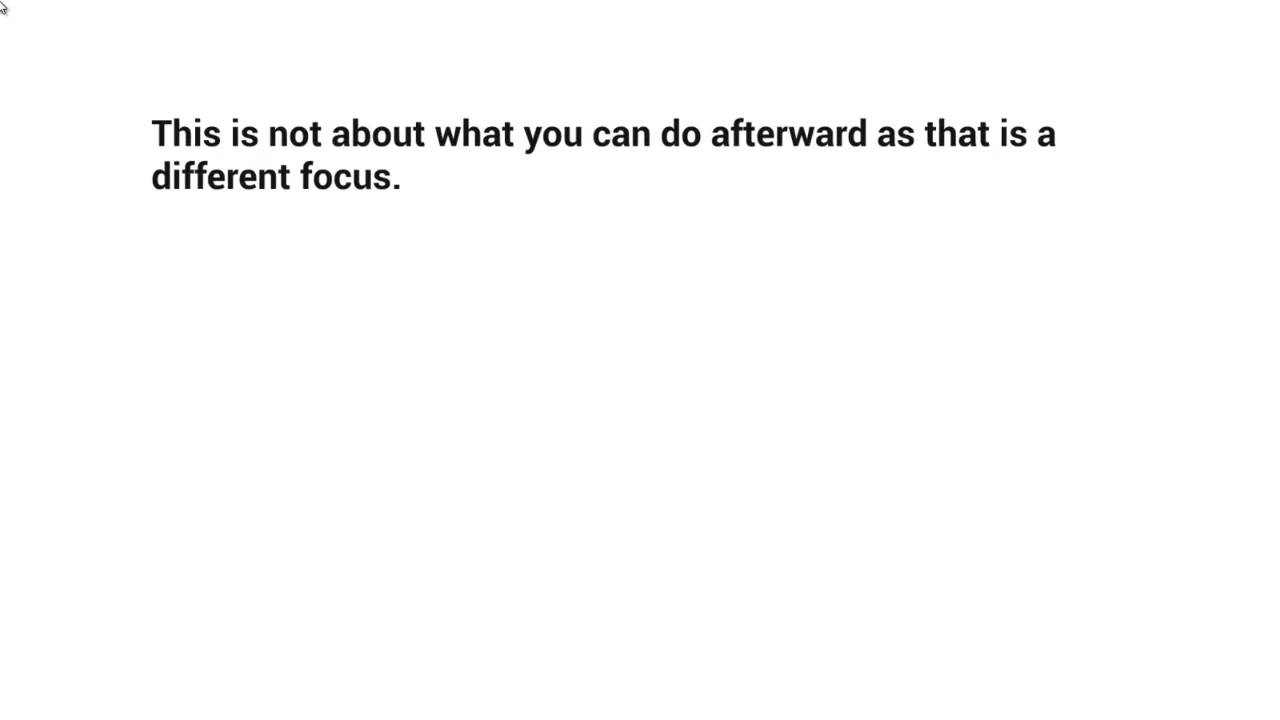 This is not about what you can do afterward as that is a
different focus.